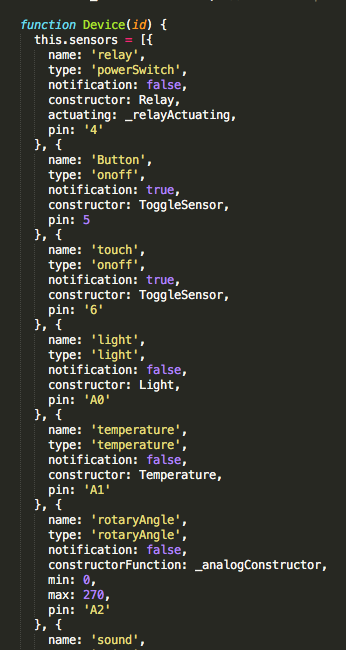 function Device(id) {
this.sensors = [{
name: 'relay',
type: 'powerSwitch',
notification: false,
constructor: Relay,
actuating: _relayActuating,
pin: '4'
}, {
name: 'Button',
type: 'onoff',
notification: true,
constructor: ToggleSensor,
pin: 5
}, {
name: 'touch',
type: 'onoff',
notification: true,
constructor: ToggleSensor,
pin: '6'
}, {
name: 'light',
type: 'light',
notification: false,
constructor: Light,
pin: 'A0'
}, {
name: 'temperature',
type: 'temperature',
notification: false,
constructor: Temperature,
pin: 'A1'
}, {
name: 'rotaryAngle',
type: 'rotaryAngle',
notification: false,
constructorFunction: _analogConstructor,
min: 0,
max: 270,
pin: 'A2'
}, {
name: 'sound',